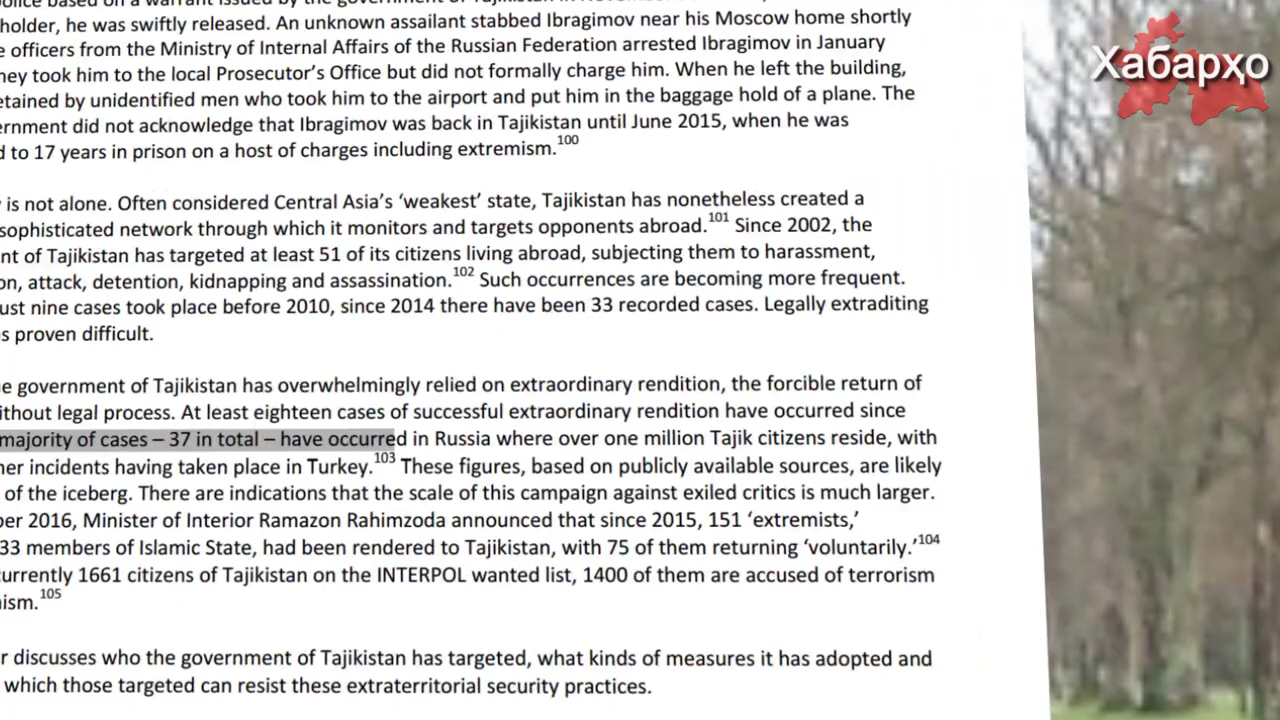 based on a warrant issued by the government of Tajikistan in
holder, he was swiftly released. An unknown assailant stabbed Ibragimov near his Moscow home shortly
officers from the Ministry of Internal Affairs of the Russian Federation arrested Ibragimov in January
they took him to the local Prosecutor’s Office but did not formally charge him. When he left the building,
etained by unidentified men who took him to the airport and put him in the baggage hold of a plane. The
ernment did not acknowledge that Ibragimov was back in Tajikistan until June 2015, when he was
d to 17 years in prison on a host of charges including extremism.100
is not alone. Often considered Central Asia’s ‘weakest’ state, Tajikistan has nonetheless created a
sophisticated network through which it monitors and targets opponents abroad.101 Since 2002, the
nt of Tajikistan has targeted at least 51 of its citizens living abroad, subjecting them to harassment,
on, attack, detention, kidnapping and assassination.102 Such occurrences are becoming more frequent.
ust nine cases took place before 2010, since 2014 there have been 33 recorded cases. Legally extraditing
s proven difficult.
e government of Tajikistan has overwhelmingly relied on extraordinary rendition, the forcible return of
ithout legal process. At least eighteen cases of successful extraordinary rendition have occurred since
majority of cases – 37 in total – have occurred in Russia where over one million Tajik citizens reside, with
er incidents having taken place in Turkey.103 These figures, based on publicly available sources, are likely
of the iceberg. There are indications that the scale of this campaign against exiled critics is much larger.
er 2016, Minister of Interior Ramazon Rahimzoda announced that since 2015, 151 ‘extremists,’
33 members of Islamic State, had been rendered to Tajikistan, with 75 of them returning ‘voluntarily.’104
urrently 1661 citizens of Tajikistan on the INTERPOL wanted list, 1400 of them are accused of terrorism
ism.105
r discusses who the government of Tajikistan has targeted, what kinds of measures it has adopted and
which those targeted can resist these extraterritorial security practices.
Хабарҳо